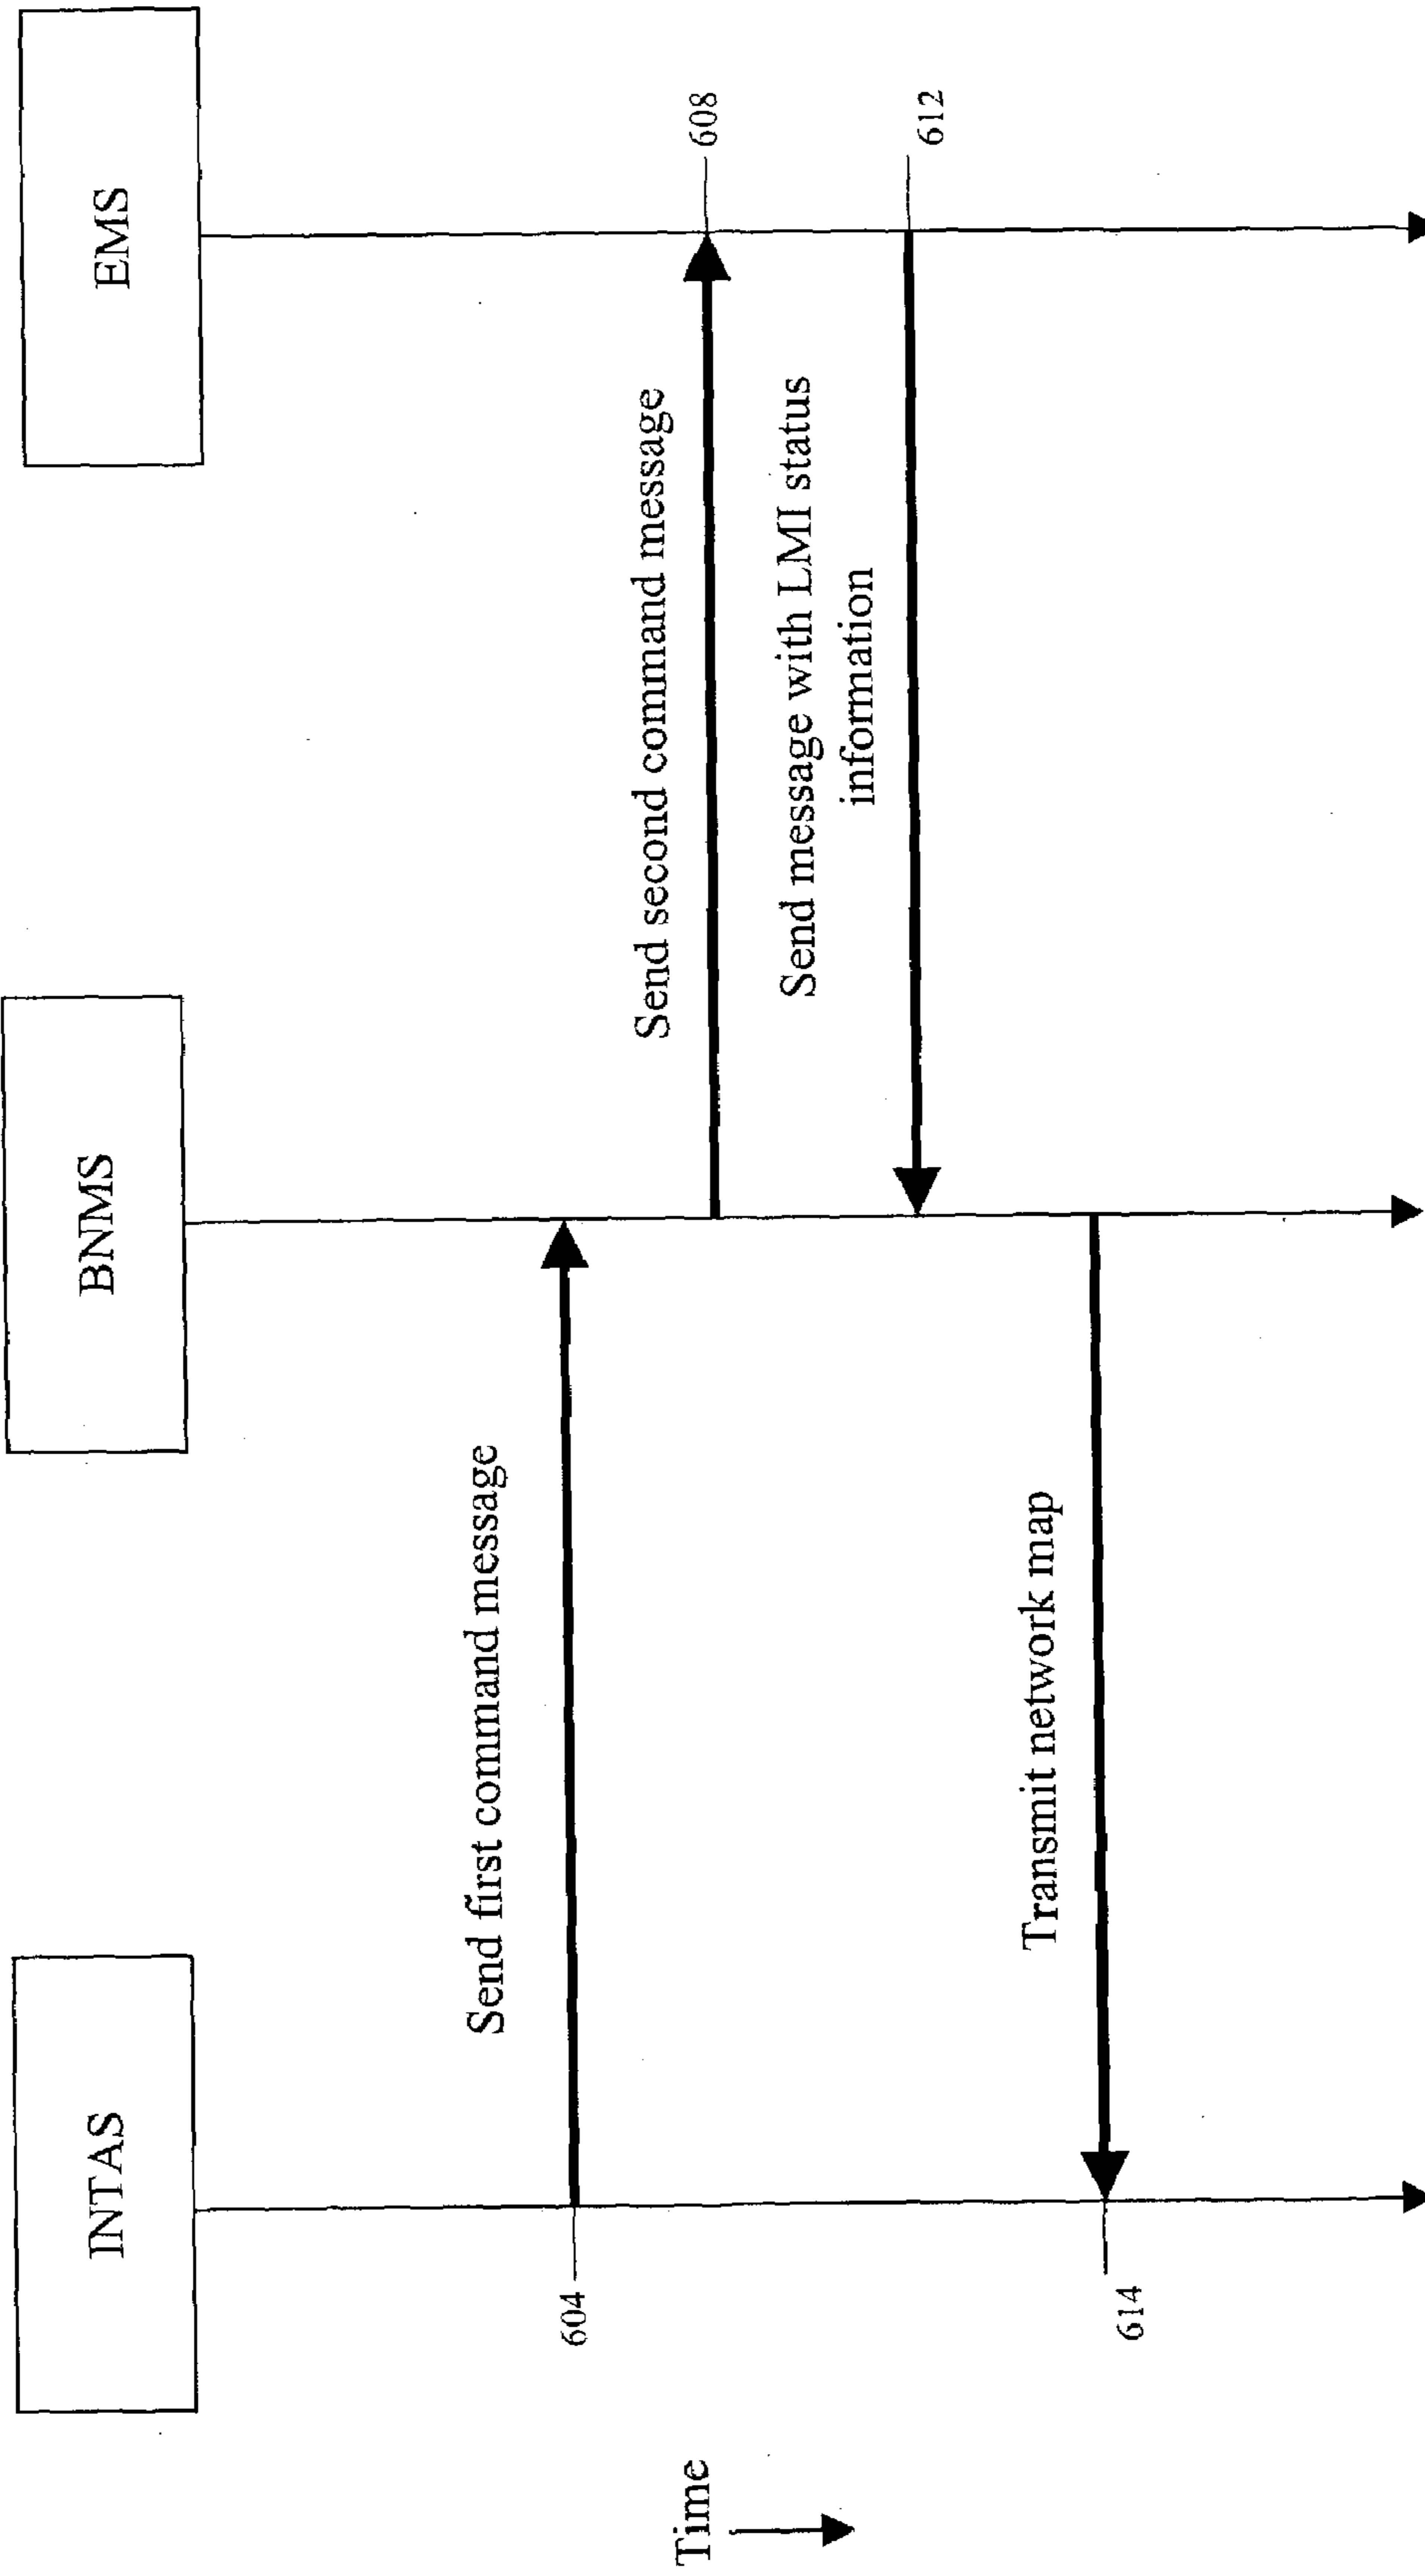 INTAS
BNMS
EMS
Time
604
Send first command message
Send second command message
608
Send message with LMI status
information
612
Transmit network map
614